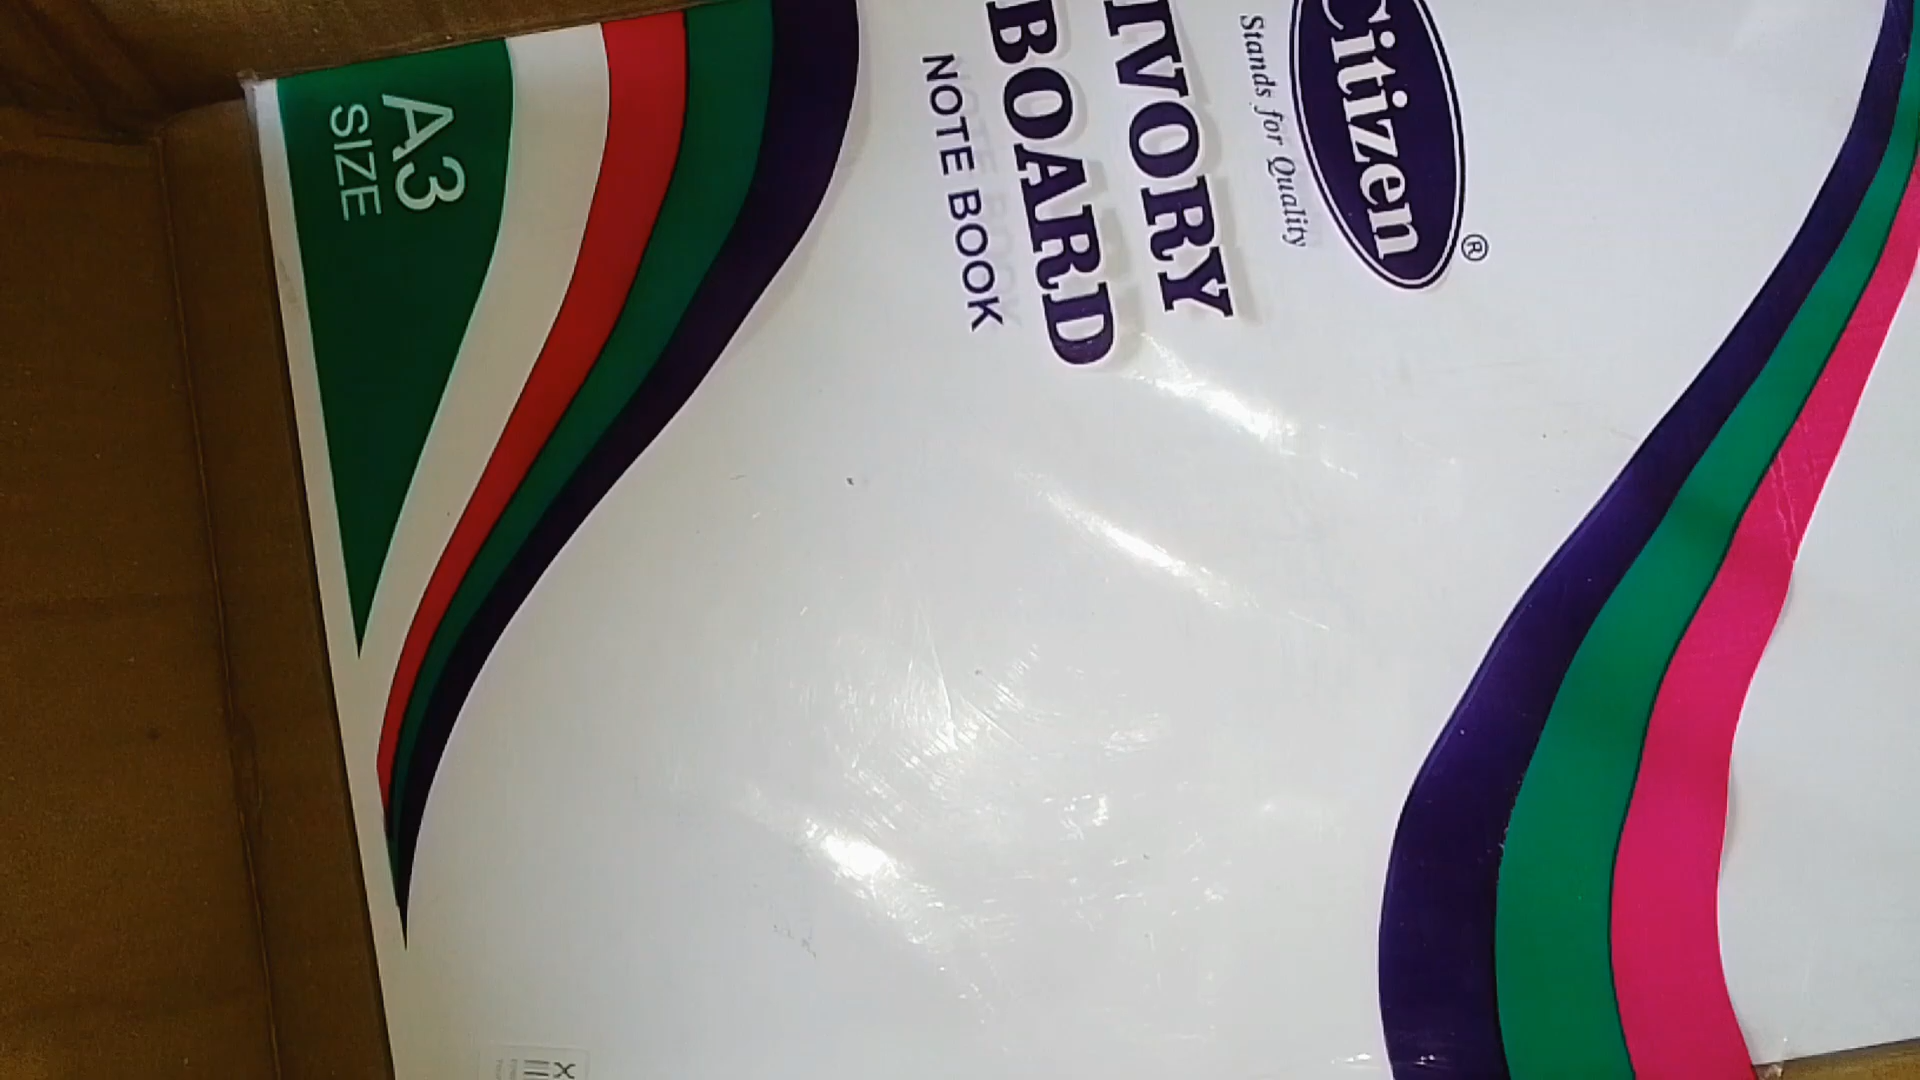 Citizen®
Stands for Quality
IVORY
BOARD
NOTE BOOK
A3
SIZE